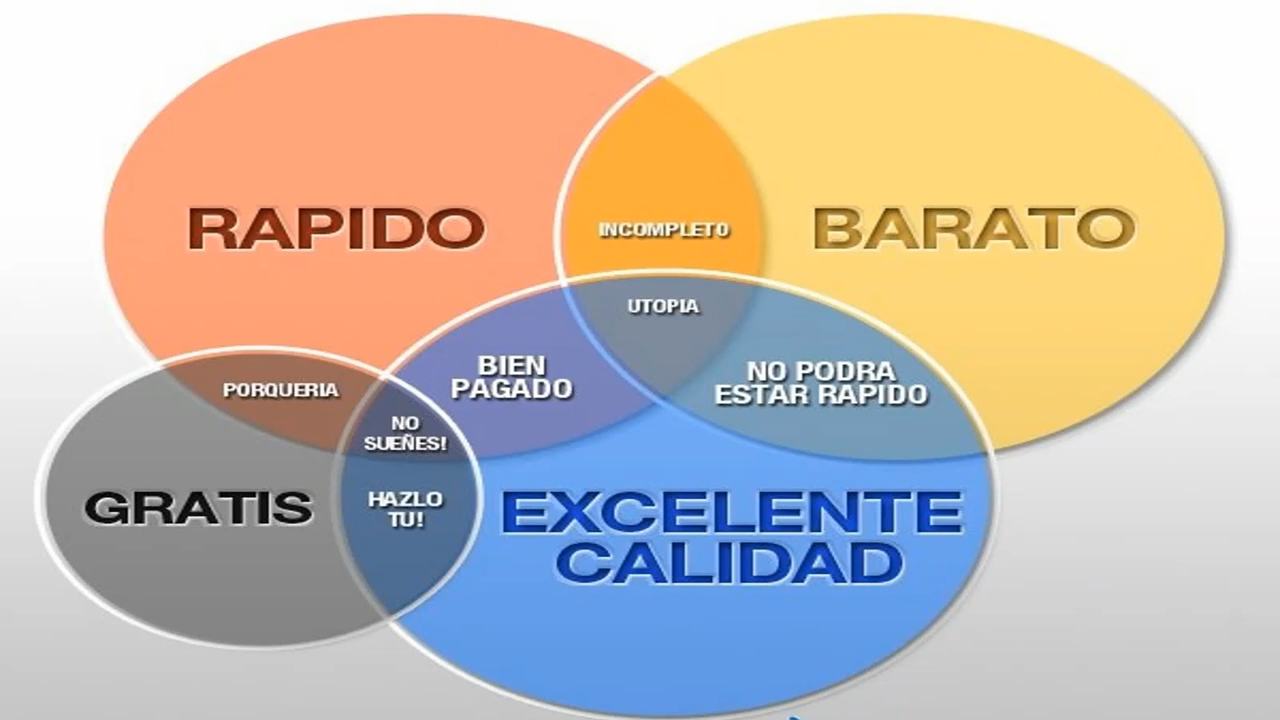 RAPIDO
BARATO
INCOMPLETO
UTOPIA
BIEN
PAGADO
NO PODRA
ESTAR RAPIDO
PORQUERIA
NO
SUEÑES!
GRATIS
HAZLO
TU!
EXCELENTE
CALIDAD